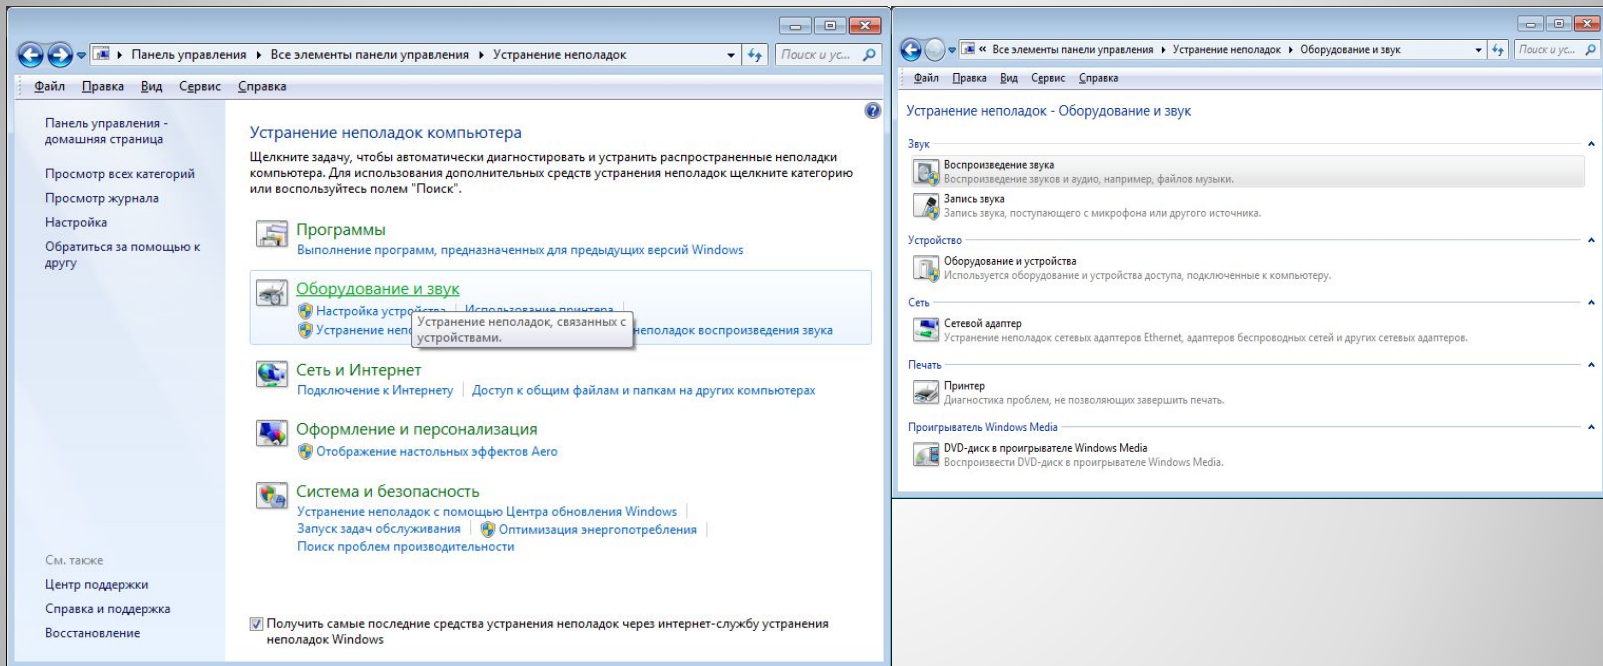 Панель управления ▸ Все элементы панели управления ▸ Устранение неполадок
Поиск и ус...
Файл Правка Вид Сервис Справка
Панель управления -
домашняя страница
Просмотр всех категорий
Просмотр журнала
Настройка
Обратиться за помощью к
другу
См. также
Центр поддержки
Справка и поддержка
Восстановление
Устранение неполадок компьютера
Щелкните задачу, чтобы автоматически диагностировать и устранить распространенные неполадки
компьютера. Для использования дополнительных средств устранения неполадок щелкните категорию
или воспользуйтесь полем "Поиск".
Программы
Выполнение программ, предназначенных для предыдущих версий Windows
Оборудование и звук
Настройка устройства Использование принтера
Устранение неполадок воспроизведения звука
Устранение неполадок, связанных с
устройствами.
Сеть и Интернет
Подключение к Интернету Доступ к общим файлам и папкам на других компьютерах
Оформление и персонализация
Отображение настольных эффектов Aero
Система и безопасность
Устранение неполадок с помощью Центра обновления Windows
Запуск задач обслуживания Оптимизация энергопотребления
Поиск проблем производительности
Получить самые последние средства устранения неполадок через интернет-службу устранения
неполадок Windows
« Все элементы панели управления ▸ Устранение неполадок ▸ Оборудование и звук
Поиск и ус...
Файл Правка Вид Сервис Справка
Устранение неполадок - Оборудование и звук
Звук
Воспроизведение звука
Воспроизведение звуков и аудио, например, файлов музыки.
Запись звука
Запись звука, поступающего с микрофона или другого источника.
Устройство
Оборудование и устройства
Используется оборудование и устройства доступа, подключенные к компьютеру.
Сеть
Сетевой адаптер
Устранение неполадок сетевых адаптеров Ethernet, адаптеров беспроводных сетей и других сетевых адаптеров.
Печать
Принтер
Диагностика проблем, не позволяющих завершить печать.
Проигрыватель Windows Media
DVD-диск в проигрывателе Windows Media
Воспроизвести DVD-диск в проигрывателе Windows Media.